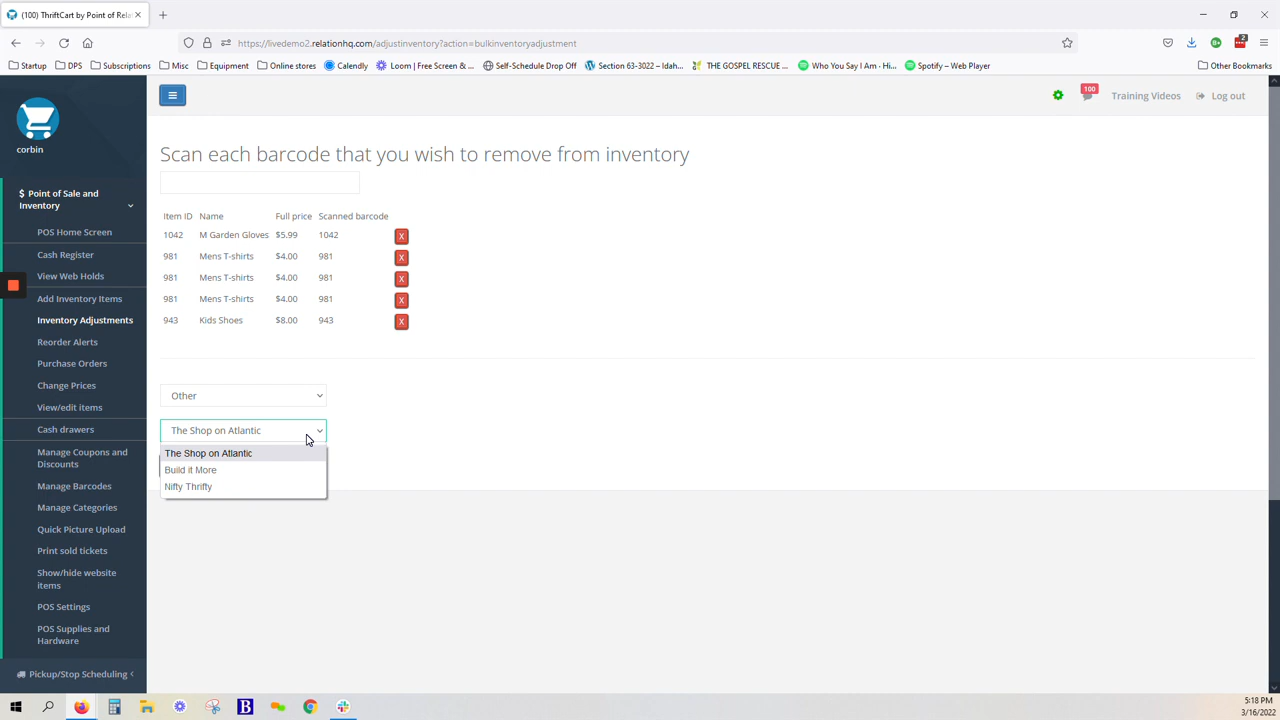 (100) ThriftCart by Point of Rela
https://livedemo2.relationhq.com/adjustinventory?action=bulkinventoryadjustment
Startup DPS Subscriptions Misc Equipment Online stores Calendly Loom | Free Screen & ... Self-Schedule Drop Off Section 63-3022 – Idah... THE GOSPEL RESCUE ... Who You Say I Am - Hi... Spotify – Web Player Other Bookmarks
corbin
100
Training Videos
Log out
$ Point of Sale and
Inventory
POS Home Screen
Cash Register
View Web Holds
Add Inventory Items
Inventory Adjustments
Reorder Alerts
Purchase Orders
Change Prices
View/edit items
Cash drawers
Manage Coupons and
Discounts
Manage Barcodes
Manage Categories
Quick Picture Upload
Print sold tickets
Show/hide website
items
POS Settings
POS Supplies and
Hardware
Pickup/Stop Scheduling
Scan each barcode that you wish to remove from inventory
Item ID Name Full price Scanned barcode
1042 M Garden Gloves $5.99 1042 X
981 Mens T-shirts $4.00 981 X
981 Mens T-shirts $4.00 981 X
981 Mens T-shirts $4.00 981 X
943 Kids Shoes $8.00 943 X
Other
The Shop on Atlantic
The Shop on Atlantic
Build it More
Nifty Thrifty
5:18 PM
3/16/2022